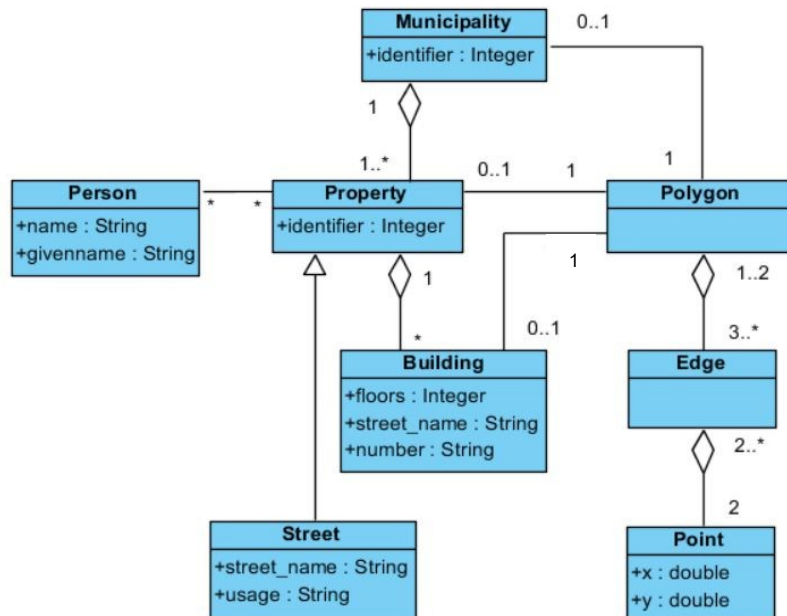 Municipality
+identifier : Integer
0..1
1
1..*
1
Person
+name : String
+givenname : String
*
*
Property
+identifier : Integer
0..1
1
Polygon
1
*
1
0..1
1..2
3..*
Building
+floors : Integer
+street_name : String
+number : String
Edge
2..*
2
Street
+street_name : String
+usage : String
Point
+x : double
+y : double